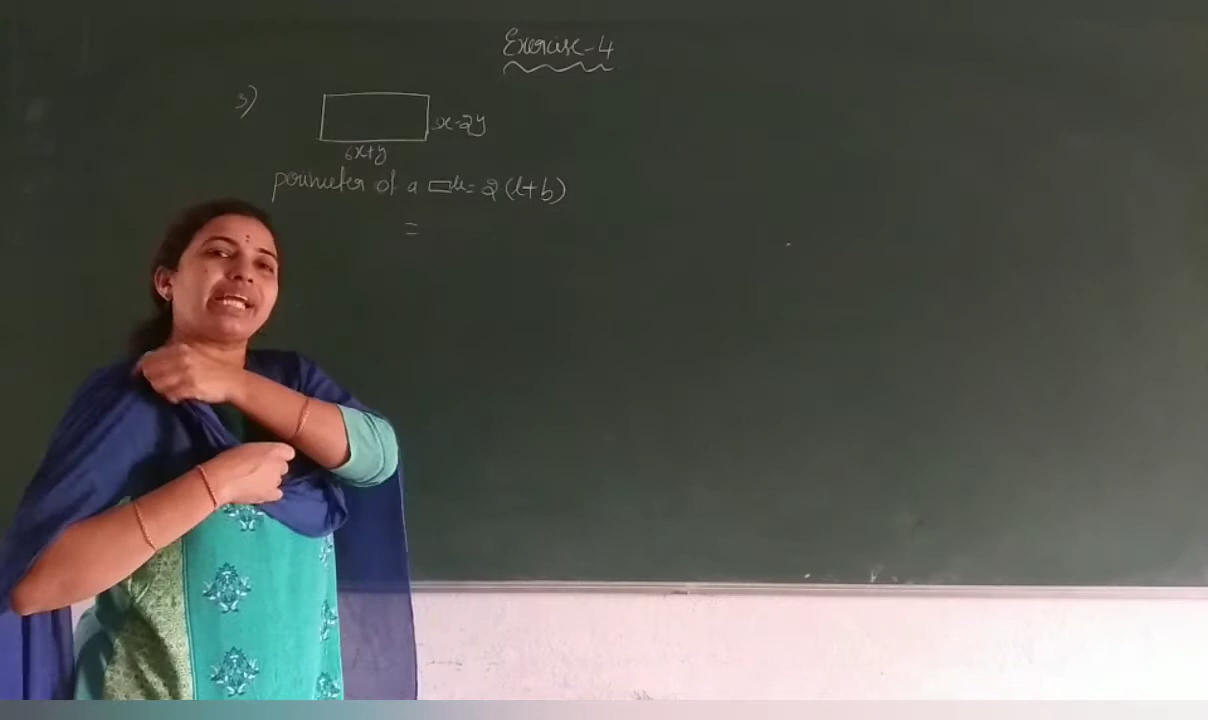 Exercise-4
3)
x-2y
6x+y
perimeter of a ▭le = 2(l+b)
=